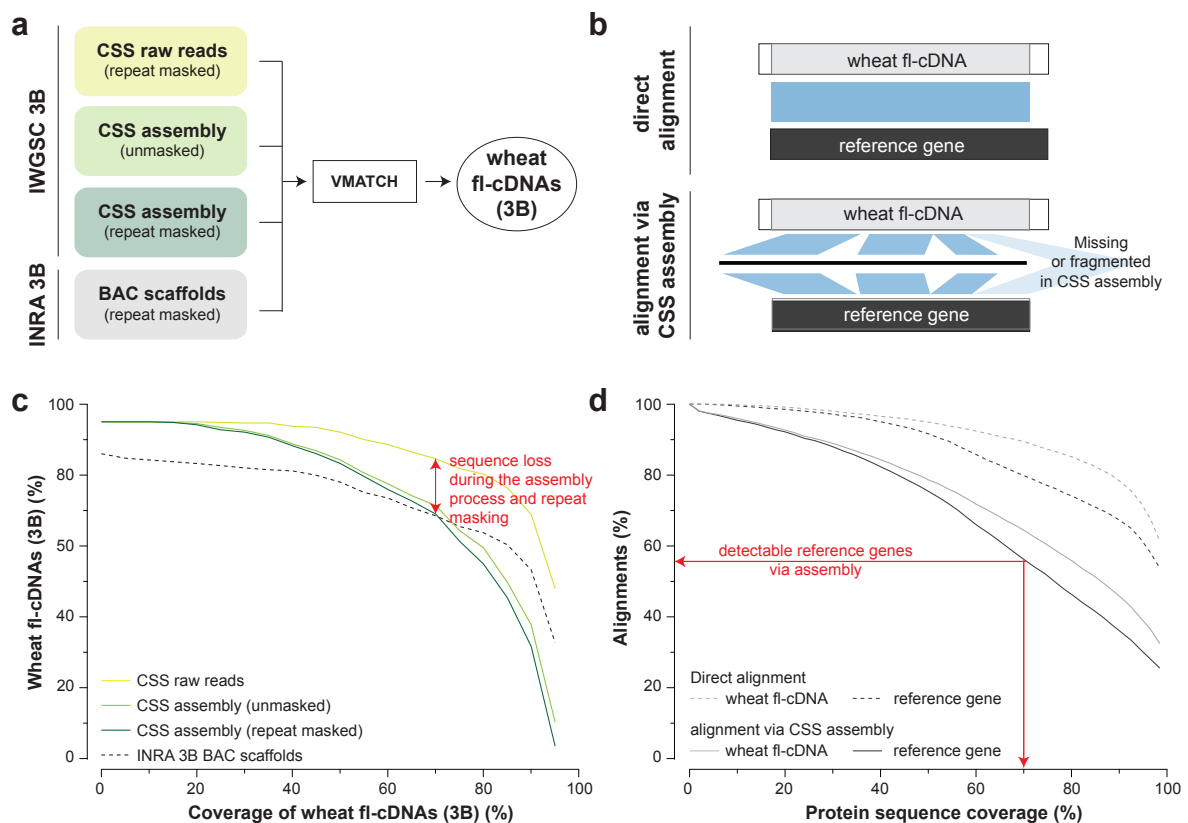 a
IWGSC 3B
CSS raw reads
(repeat masked)
CSS assembly
(unmasked)
CSS assembly
(repeat masked)
INRA 3B
BAC scaffolds
(repeat masked)
VMATCH
wheat
fl-cDNAs
(3B)
b
direct
alignment
wheat fl-cDNA
reference gene
alignment via
CSS assembly
wheat fl-cDNA
Missing
or fragmented
in CSS assembly
reference gene
c
Wheat fl-cDNAs (3B) (%)
100
80
50
40
20
0
sequence loss
during the assembly
process and repeat
masking
CSS raw reads
CSS assembly (unmasked)
CSS assembly (repeat masked)
INRA 3B BAC scaffolds
0 20 40 60 80 100
Coverage of wheat fl-cDNAs (3B) (%)
d
Alignments (%)
100
80
50
40
20
0
detectable reference genes
via assembly
Direct alignment
wheat fl-cDNA reference gene
alignment via CSS assembly
wheat fl-cDNA reference gene
0 20 40 60 80 100
Protein sequence coverage (%)